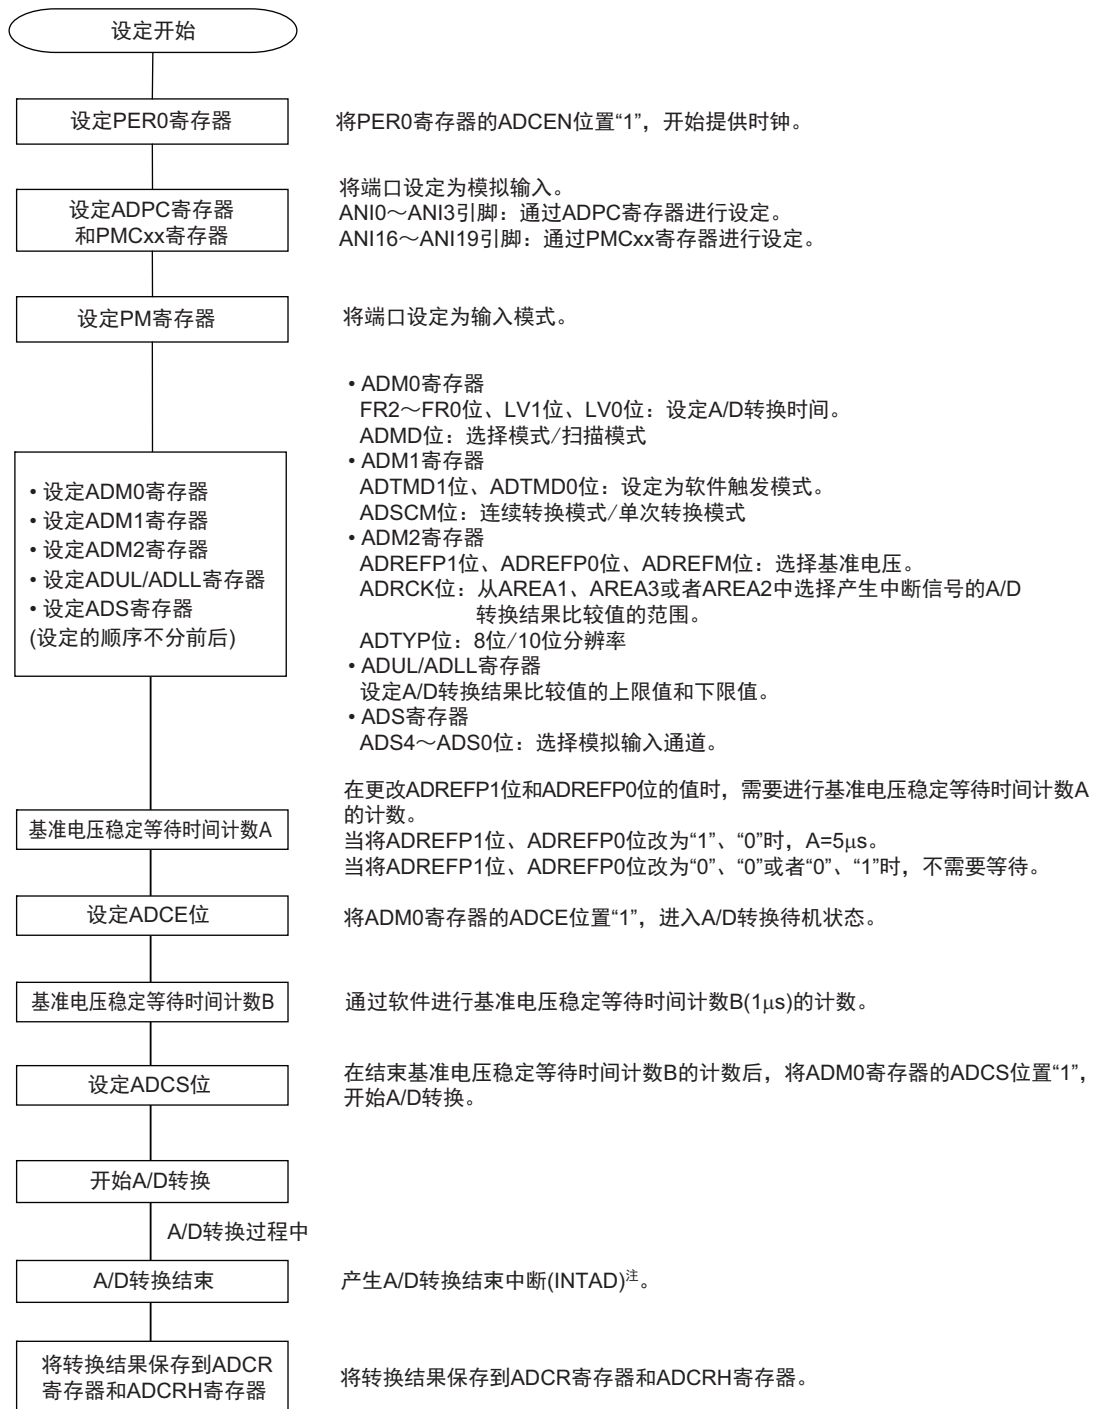 设定开始
设定PER0寄存器
将PER0寄存器的ADCEN位置“1”，开始提供时钟。
设定ADPC寄存器
和PMCxx寄存器
将端口设定为模拟输入。
ANI0～ANI3引脚：通过ADPC寄存器进行设定。
ANI16～ANI19引脚：通过PMCxx寄存器进行设定。
设定PM寄存器
将端口设定为输入模式。
• 设定ADM0寄存器
• 设定ADM1寄存器
• 设定ADM2寄存器
• 设定ADUL/ADLL寄存器
• 设定ADS寄存器
(设定的顺序不分前后)
• ADM0寄存器
FR2～FR0位、LV1位、LV0位：设定A/D转换时间。
ADMD位：选择模式/扫描模式
• ADM1寄存器
ADTMD1位、ADTMD0位：设定为软件触发模式。
ADSCM位：连续转换模式/单次转换模式
• ADM2寄存器
ADREFP1位、ADREFP0位、ADREFM位：选择基准电压。
ADRCK位：从AREA1、AREA3或者AREA2中选择产生中断信号的A/D
转换结果比较值的范围。
ADTYP位：8位/10位分辨率
• ADUL/ADLL寄存器
设定A/D转换结果比较值的上限值和下限值。
• ADS寄存器
ADS4～ADS0位：选择模拟输入通道。
基准电压稳定等待时间计数A
在更改ADREFP1位和ADREFP0位的值时，需要进行基准电压稳定等待时间计数A
的计数。
当将ADREFP1位、ADREFP0位改为“1”、“0”时，A=5μs。
当将ADREFP1位、ADREFP0位改为“0”、“0”或者“0”、“1”时，不需要等待。
设定ADCE位
将ADM0寄存器的ADCE位置“1”，进入A/D转换待机状态。
基准电压稳定等待时间计数B
通过软件进行基准电压稳定等待时间计数B(1μs)的计数。
设定ADCS位
在结束基准电压稳定等待时间计数B的计数后，将ADM0寄存器的ADCS位置“1”，
开始A/D转换。
开始A/D转换
A/D转换过程中
A/D转换结束
产生A/D转换结束中断(INTAD)注。
将转换结果保存到ADCR
寄存器和ADCRH寄存器
将转换结果保存到ADCR寄存器和ADCRH寄存器。